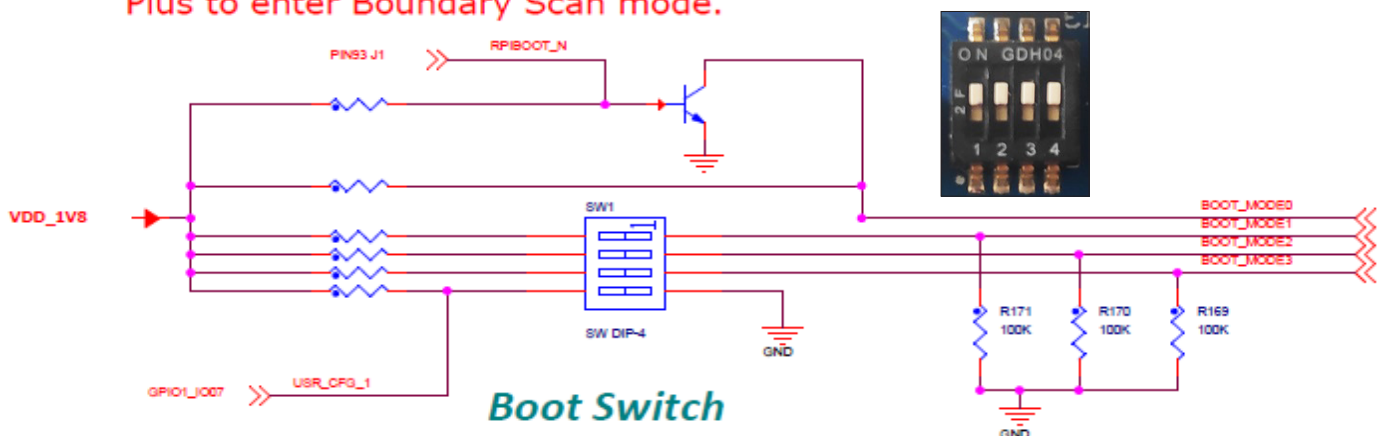 Plus to enter Boundary Scan mode.
PIN93 J1
RPIBOOT_N
ON GDH04
2 F
1 2 3 4
VDD_1V8
SW1
1
BOOT_MODE0
BOOT_MODE1
BOOT_MODE2
BOOT_MODE3
R171
100K
R170
100K
R169
100K
SW DIP-4
GND
GPIO1_IO07
USR_CFG_1
Boot Switch
GND